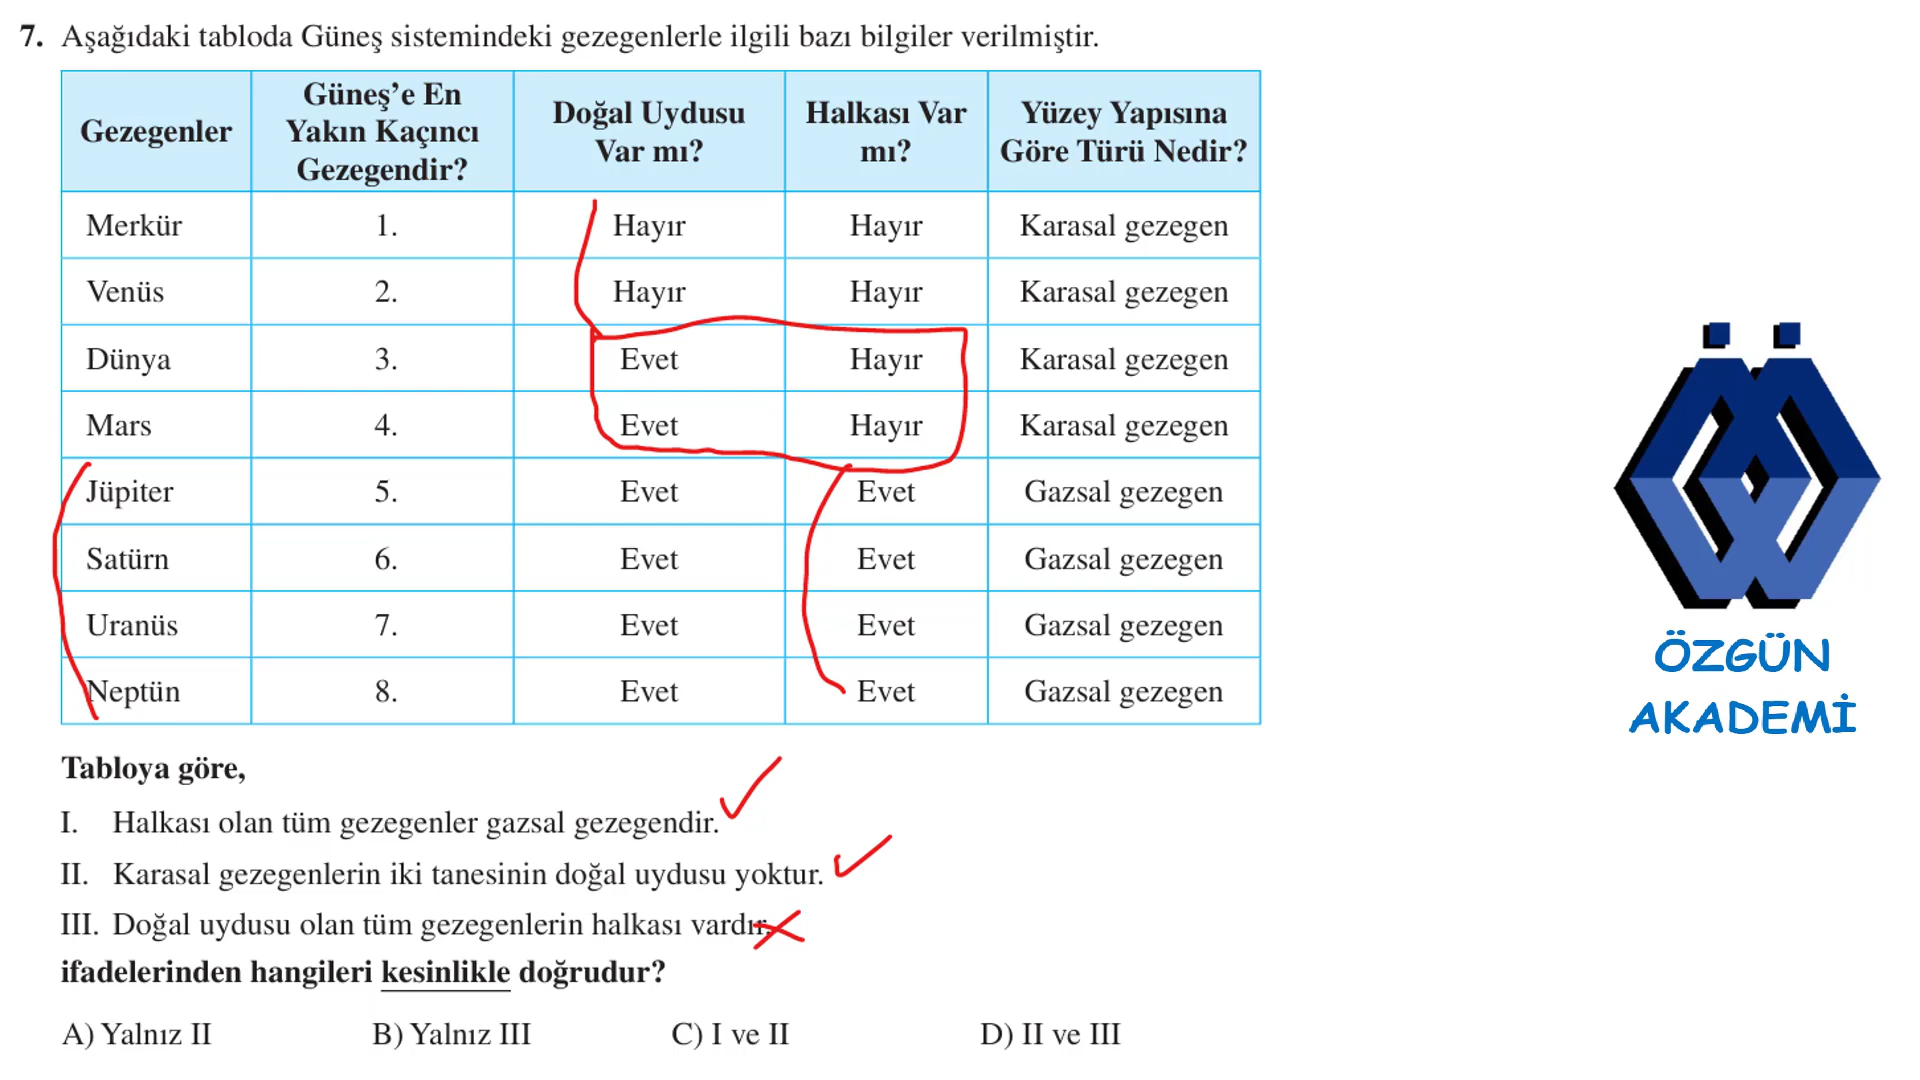 7. Aşağıdaki tabloda Güneş sistemindeki gezegenlerle ilgili bazı bilgiler verilmiştir.
Gezegenler | Güneş’e En Yakın Kaçıncı Gezegendir? | Doğal Uydusu Var mı? | Halkası Var mı? | Yüzey Yapısına Göre Türü Nedir?
Merkür | 1. | Hayır | Hayır | Karasal gezegen
Venüs | 2. | Hayır | Hayır | Karasal gezegen
Dünya | 3. | Evet | Hayır | Karasal gezegen
Mars | 4. | Evet | Hayır | Karasal gezegen
Jüpiter | 5. | Evet | Evet | Gazsal gezegen
Satürn | 6. | Evet | Evet | Gazsal gezegen
Uranüs | 7. | Evet | Evet | Gazsal gezegen
Neptün | 8. | Evet | Evet | Gazsal gezegen
Tabloya göre,
I. Halkası olan tüm gezegenler gazsal gezegendir.
II. Karasal gezegenlerin iki tanesinin doğal uydusu yoktur.
III. Doğal uydusu olan tüm gezegenlerin halkası vardır.
ifadelerinden hangileri kesinlikle doğrudur?
A) Yalnız II B) Yalnız III C) I ve II D) II ve III
ÖZGÜN
AKADEMİ